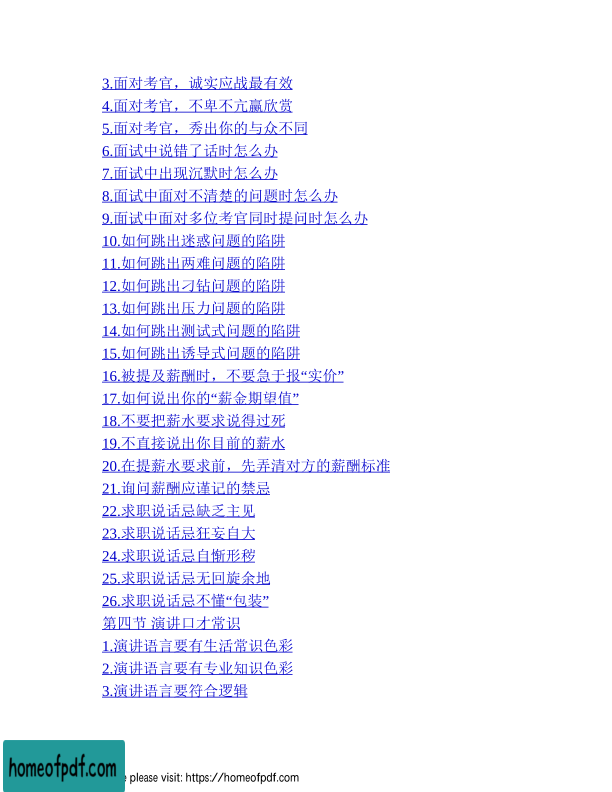 3.面对考官，诚实应战最有效
4.面对考官，不卑不亢赢欣赏
5.面对考官，秀出你的与众不同
6.面试中说错了话时怎么办
7.面试中出现沉默时怎么办
8.面试中面对不清楚的问题时怎么办
9.面试中面对多位考官同时提问时怎么办
10.如何跳出迷惑问题的陷阱
11.如何跳出两难问题的陷阱
12.如何跳出刁钻问题的陷阱
13.如何跳出压力问题的陷阱
14.如何跳出测试式问题的陷阱
15.如何跳出诱导式问题的陷阱
16.被提及薪酬时，不要急于报“实价”
17.如何说出你的“薪金期望值”
18.不要把薪水要求说得过死
19.不直接说出你目前的薪水
20.在提薪水要求前，先弄清对方的薪酬标准
21.询问薪酬应谨记的禁忌
22.求职说话忌缺乏主见
23.求职说话忌狂妄自大
24.求职说话忌自惭形秽
25.求职说话忌无回旋余地
26.求职说话忌不懂“包装”
第四节 演讲口才常识
1.演讲语言要有生活常识色彩
2.演讲语言要有专业知识色彩
3.演讲语言要符合逻辑
homeofpdf.com
please visit: https://homeofpdf.com